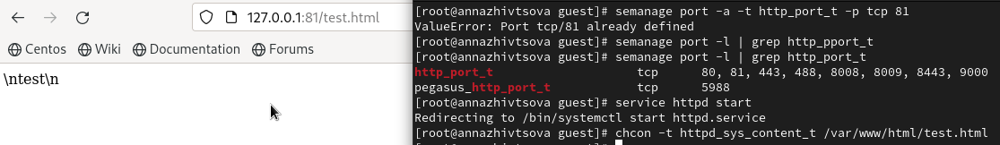 127.0.0.1:81/test.html
CentOS Wiki Documentation Forums
\ntest\n
[root@annazhivtsova guest]# semanage port -a -t http_port_t -p tcp 81
ValueError: Port tcp/81 already defined
[root@annazhivtsova guest]# semanage port -l | grep http_pport_t
[root@annazhivtsova guest]# semanage port -l | grep http_port_t
http_port_t tcp 80, 81, 443, 488, 8008, 8009, 8443, 9000
pegasus_http_port_t tcp 5988
[root@annazhivtsova guest]# service httpd start
Redirecting to /bin/systemctl start httpd.service
[root@annazhivtsova guest]# chcon -t httpd_sys_content_t /var/www/html/test.html